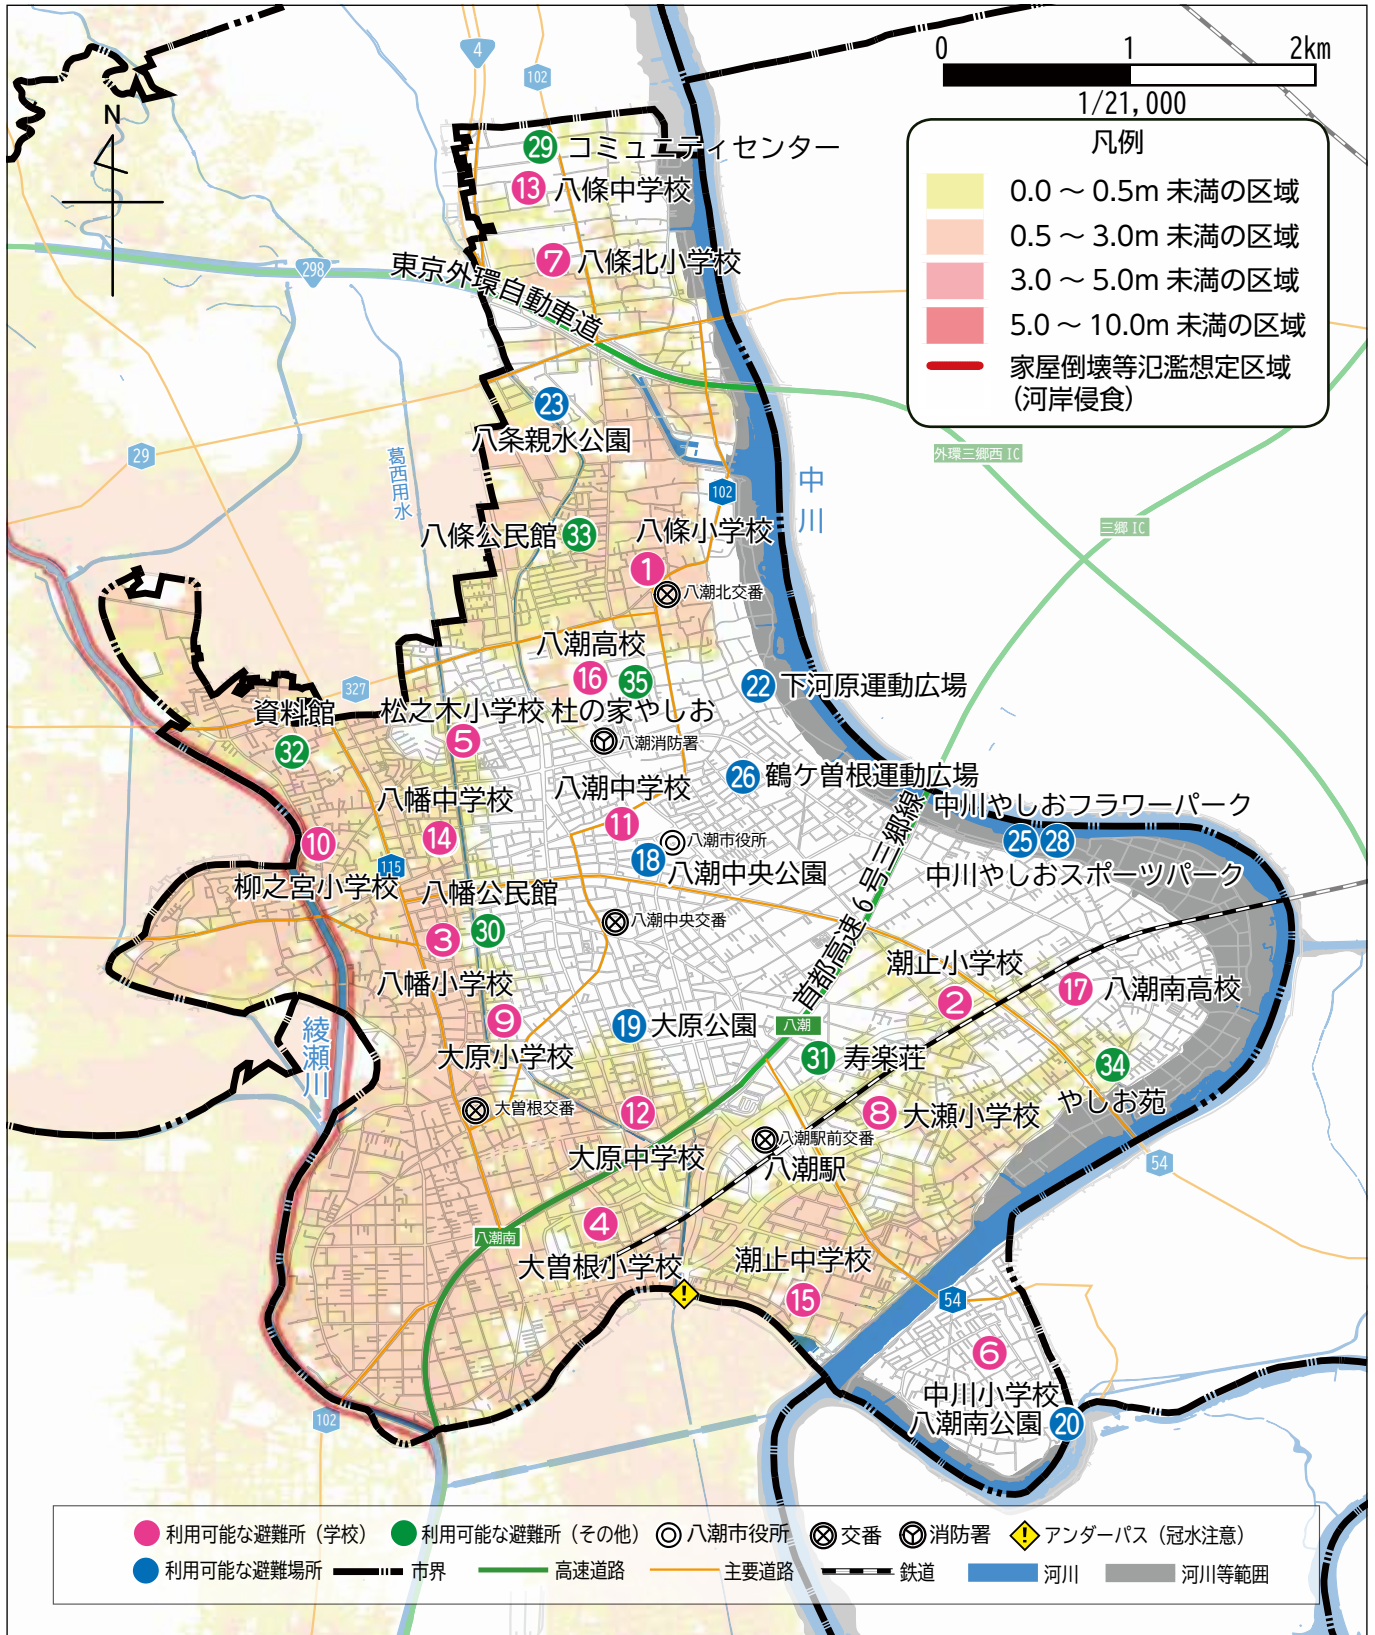 4
102
0 1 2km
1/21,000
N
凡例
0.0 ～ 0.5m 未満の区域
0.5 ～ 3.0m 未満の区域
3.0 ～ 5.0m 未満の区域
5.0 ～ 10.0m 未満の区域
家屋倒壊等氾濫想定区域
（河岸侵食）
29 コミュニティセンター
13 八條中学校
7 八條北小学校
298
東京外環自動車道
23
八条親水公園
29
葛西用水
外環三郷西 IC
中川
102
三郷 IC
八條公民館 33
八條小学校
1
八潮北交番
八潮高校
16 35
22 下河原運動広場
327
資料館
松之木小学校 杜の家やしお
32
5
八潮消防署
26 鶴ケ曽根運動広場
八幡中学校
八潮中学校
中川やしおフラワーパーク
14
11
八潮市役所
25 28
10
115
18
八潮中央公園
中川やしおスポーツパーク
柳之宮小学校
八幡公民館
首都高速6号三郷線
3
30
八潮中央交番
潮止小学校
八幡小学校
2
17 八潮南高校
9
19 大原公園
八潮
綾瀬川
大原小学校
31 寿楽荘
34
やしお苑
大曽根交番
12
8 大瀬小学校
八潮駅前交番
大原中学校
八潮駅
54
4
八潮南
大曽根小学校
潮止中学校
!
15
54
6
中川小学校
102
八潮南公園 20
利用可能な避難所（学校） 利用可能な避難所（その他） 八潮市役所 交番 消防署 ! アンダーパス（冠水注意）
利用可能な避難場所 市界 高速道路 主要道路 鉄道 河川 河川等範囲